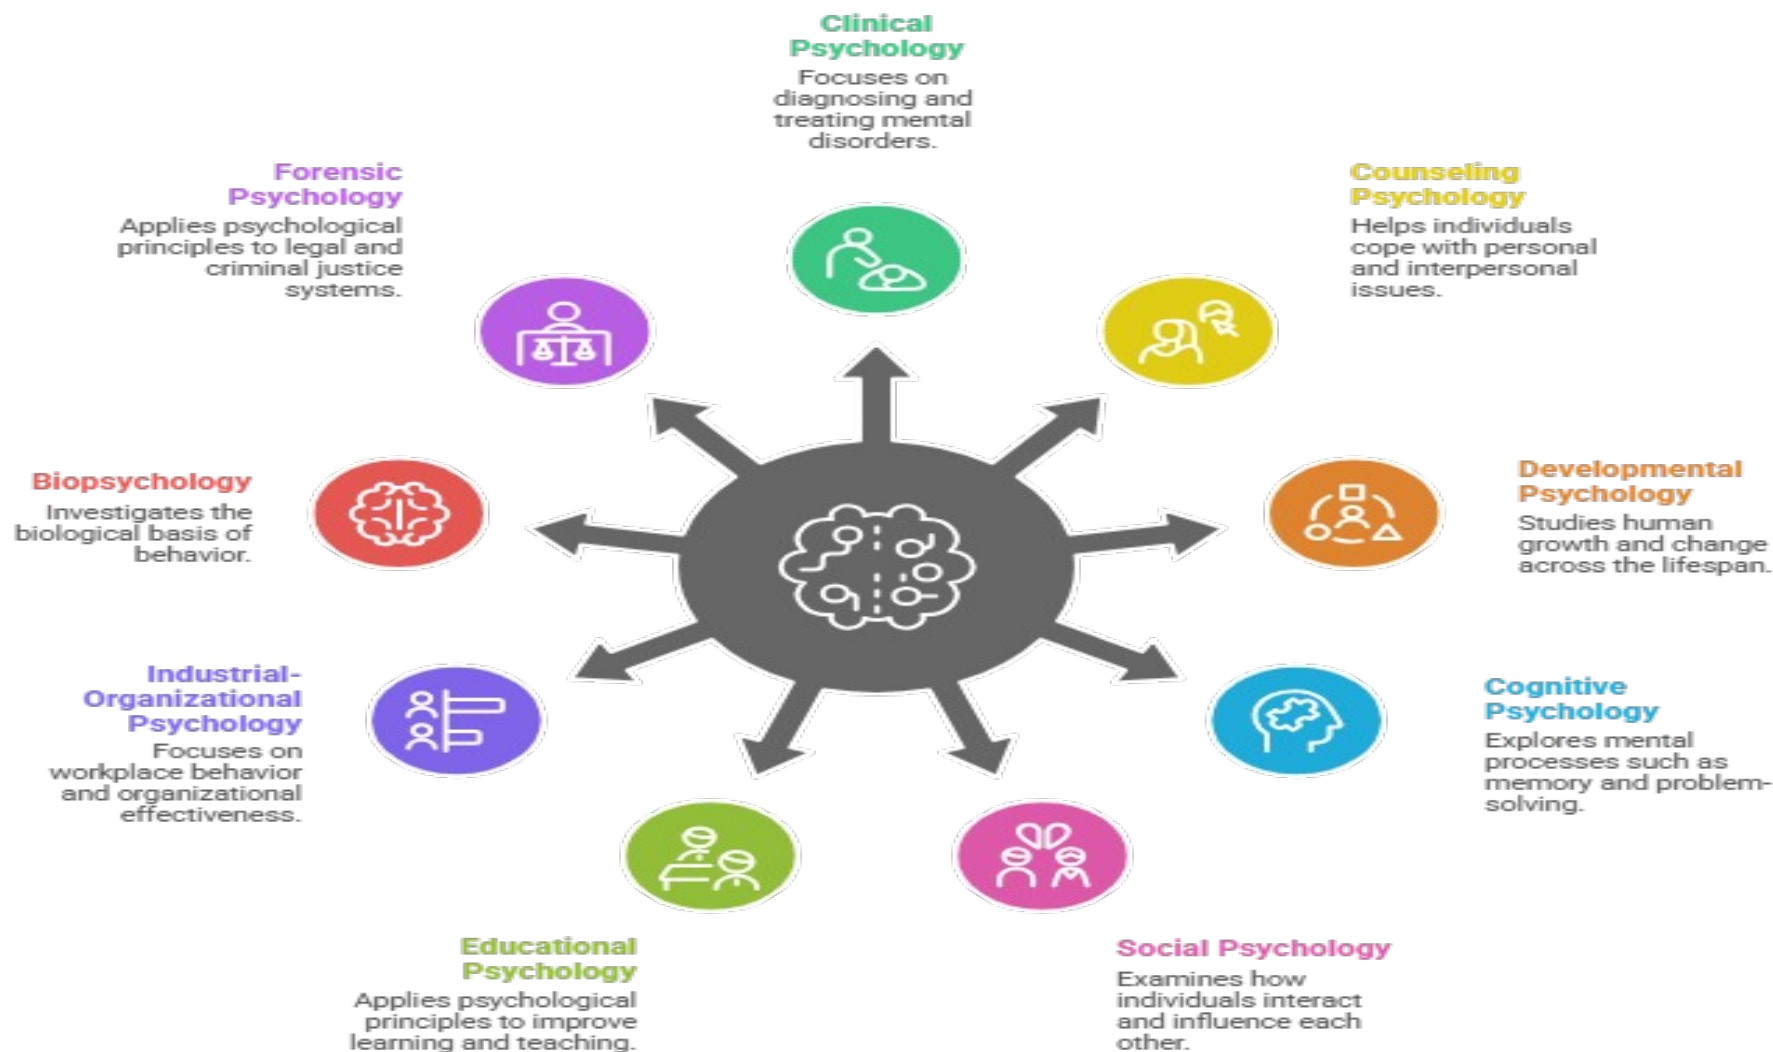 Clinical
Psychology
Focuses on
diagnosing and
treating mental
disorders.
Forensic
Psychology
Applies psychological
principles to legal and
criminal justice
systems.
Counseling
Psychology
Helps individuals
cope with personal
and interpersonal
issues.
Biopsychology
Investigates the
biological basis of
behavior.
Developmental
Psychology
Studies human
growth and change
across the lifespan.
Industrial-
Organizational
Psychology
Focuses on
workplace behavior
and organizational
effectiveness.
Cognitive
Psychology
Explores mental
processes such as
memory and problem-
solving.
Educational
Psychology
Applies psychological
principles to improve
learning and teaching.
Social Psychology
Examines how
individuals interact
and influence each
other.